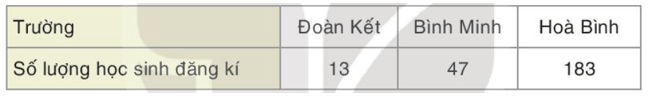 Trường Đoàn Kết Bình Minh Hoà Bình
Số lượng học sinh đăng kí 13 47 183